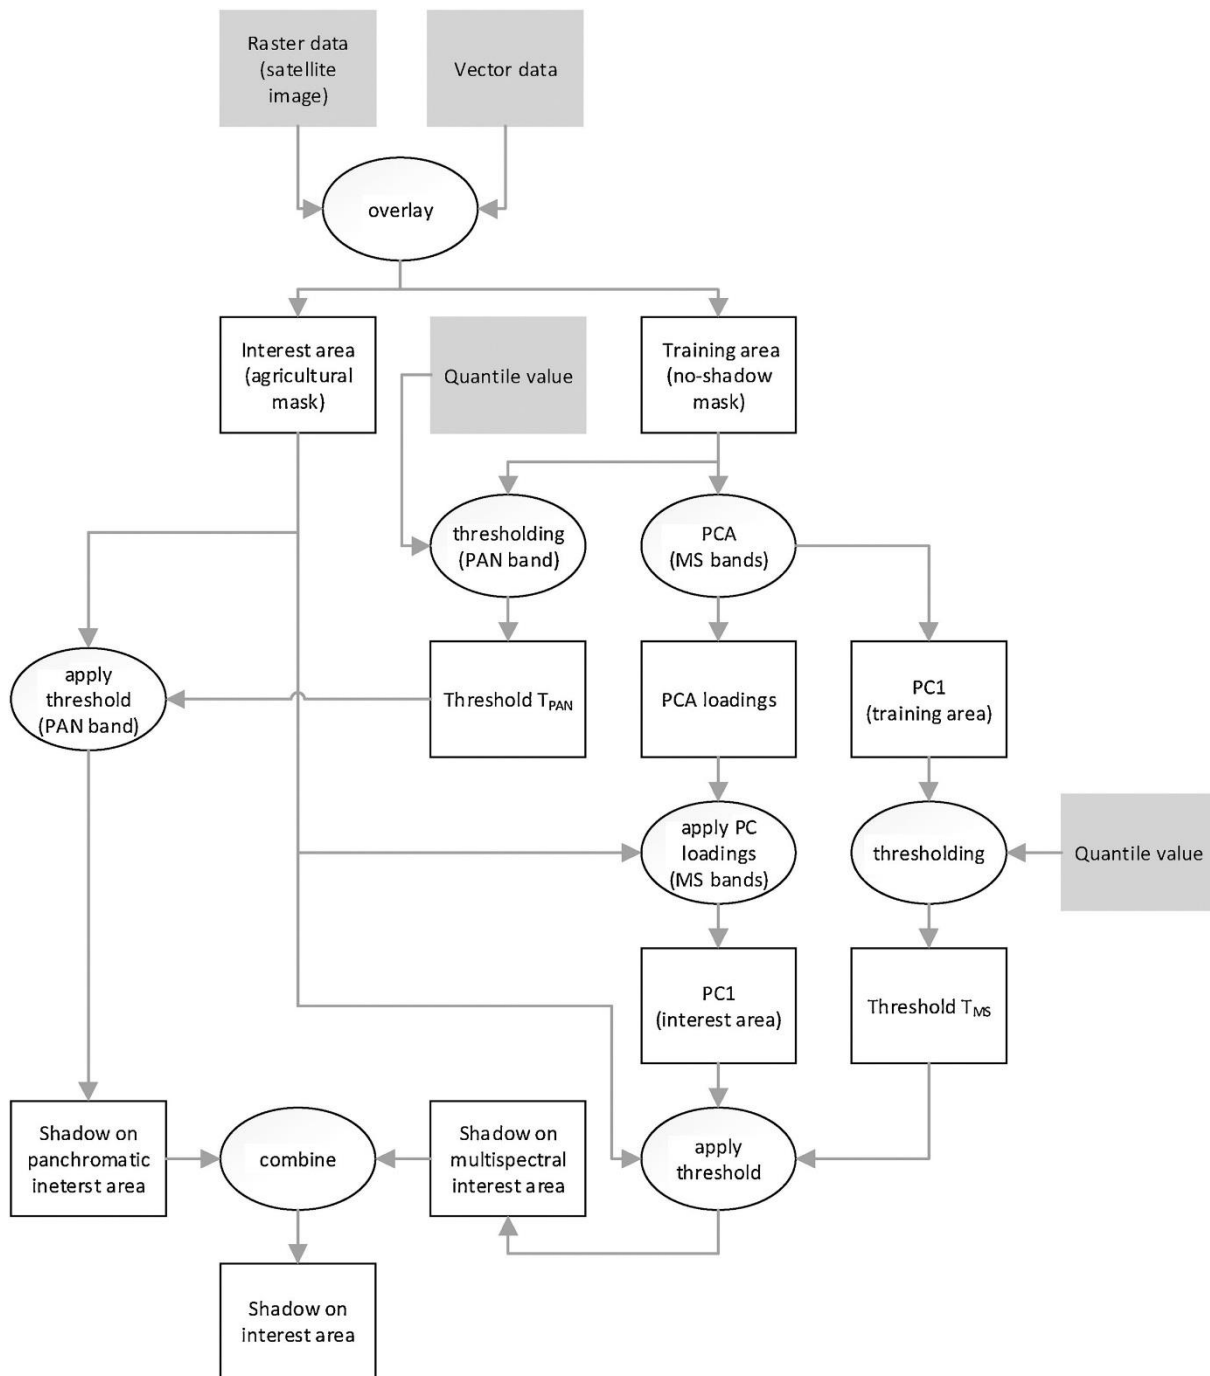 Raster data
(satellite
image)
Vector data
overlay
Interest area
(agricultural
mask)
Quantile value
Training area
(no-shadow
mask)
thresholding
(PAN band)
PCA
(MS bands)
apply
threshold
(PAN band)
Threshold TPAN
PCA loadings
PC1
(training area)
apply PC
loadings
(MS bands)
thresholding
Quantile value
PC1
(interest area)
Threshold TMS
Shadow on
panchromatic
ineterst area
combine
Shadow on
multispectral
interest area
apply
threshold
Shadow on
interest area